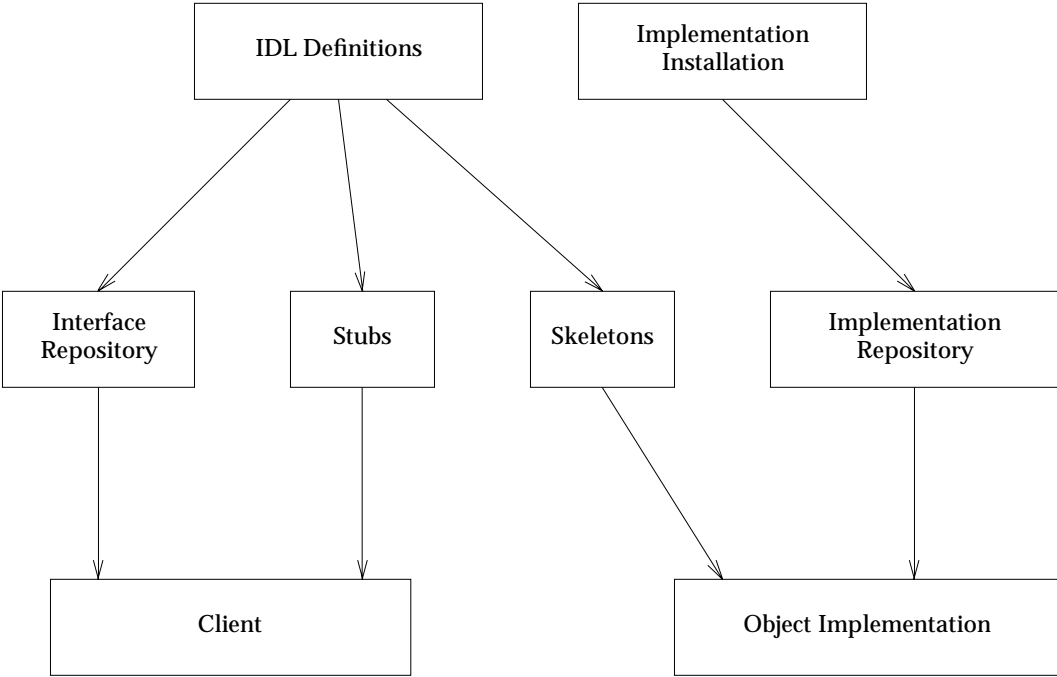 IDL Definitions
Implementation
Installation
Interface
Repository
Stubs
Skeletons
Implementation
Repository
Client
Object Implementation